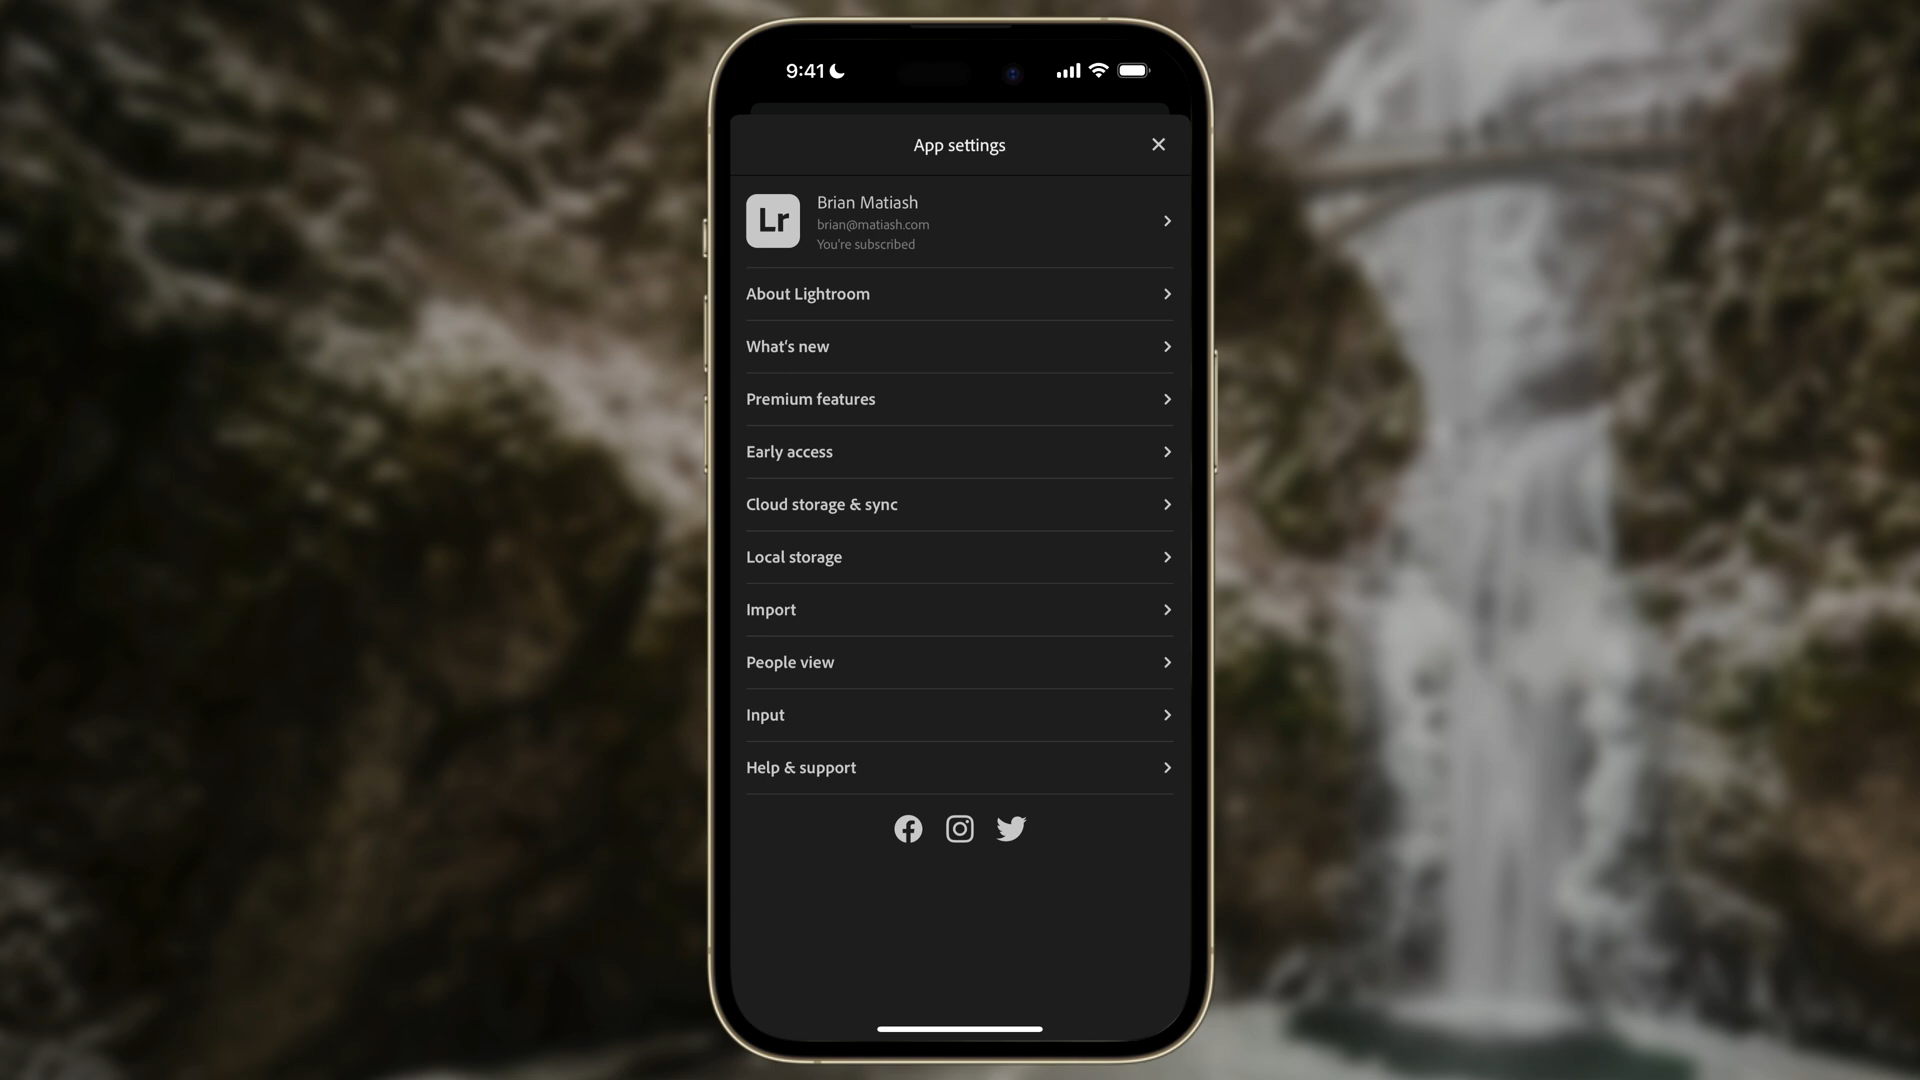 9:41
App settings
Lr
Brian Matiash
brian@matiash.com
You're subscribed
About Lightroom
What's new
Premium features
Early access
Cloud storage & sync
Local storage
Import
People view
Input
Help & support